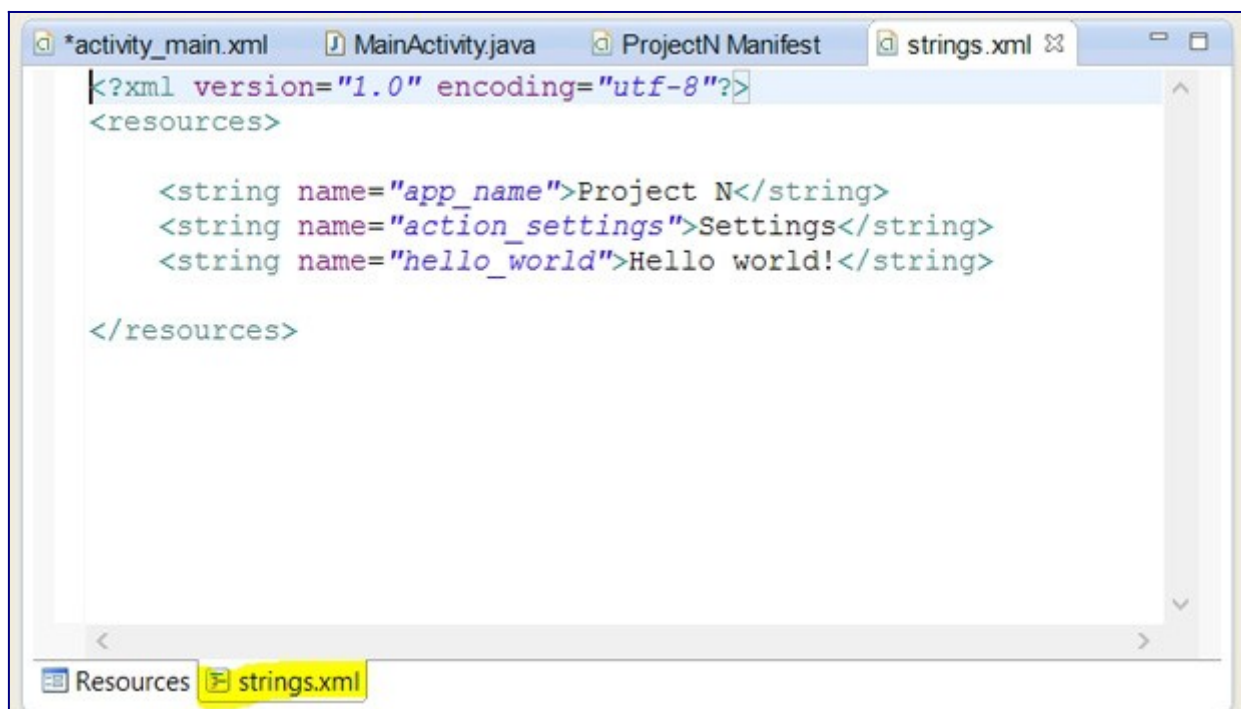 *activity_main.xml MainActivity.java ProjectN Manifest strings.xml
<?xml version="1.0" encoding="utf-8"?>
<resources>
<string name="app_name">Project N</string>
<string name="action_settings">Settings</string>
<string name="hello_world">Hello world!</string>
</resources>
Resources strings.xml